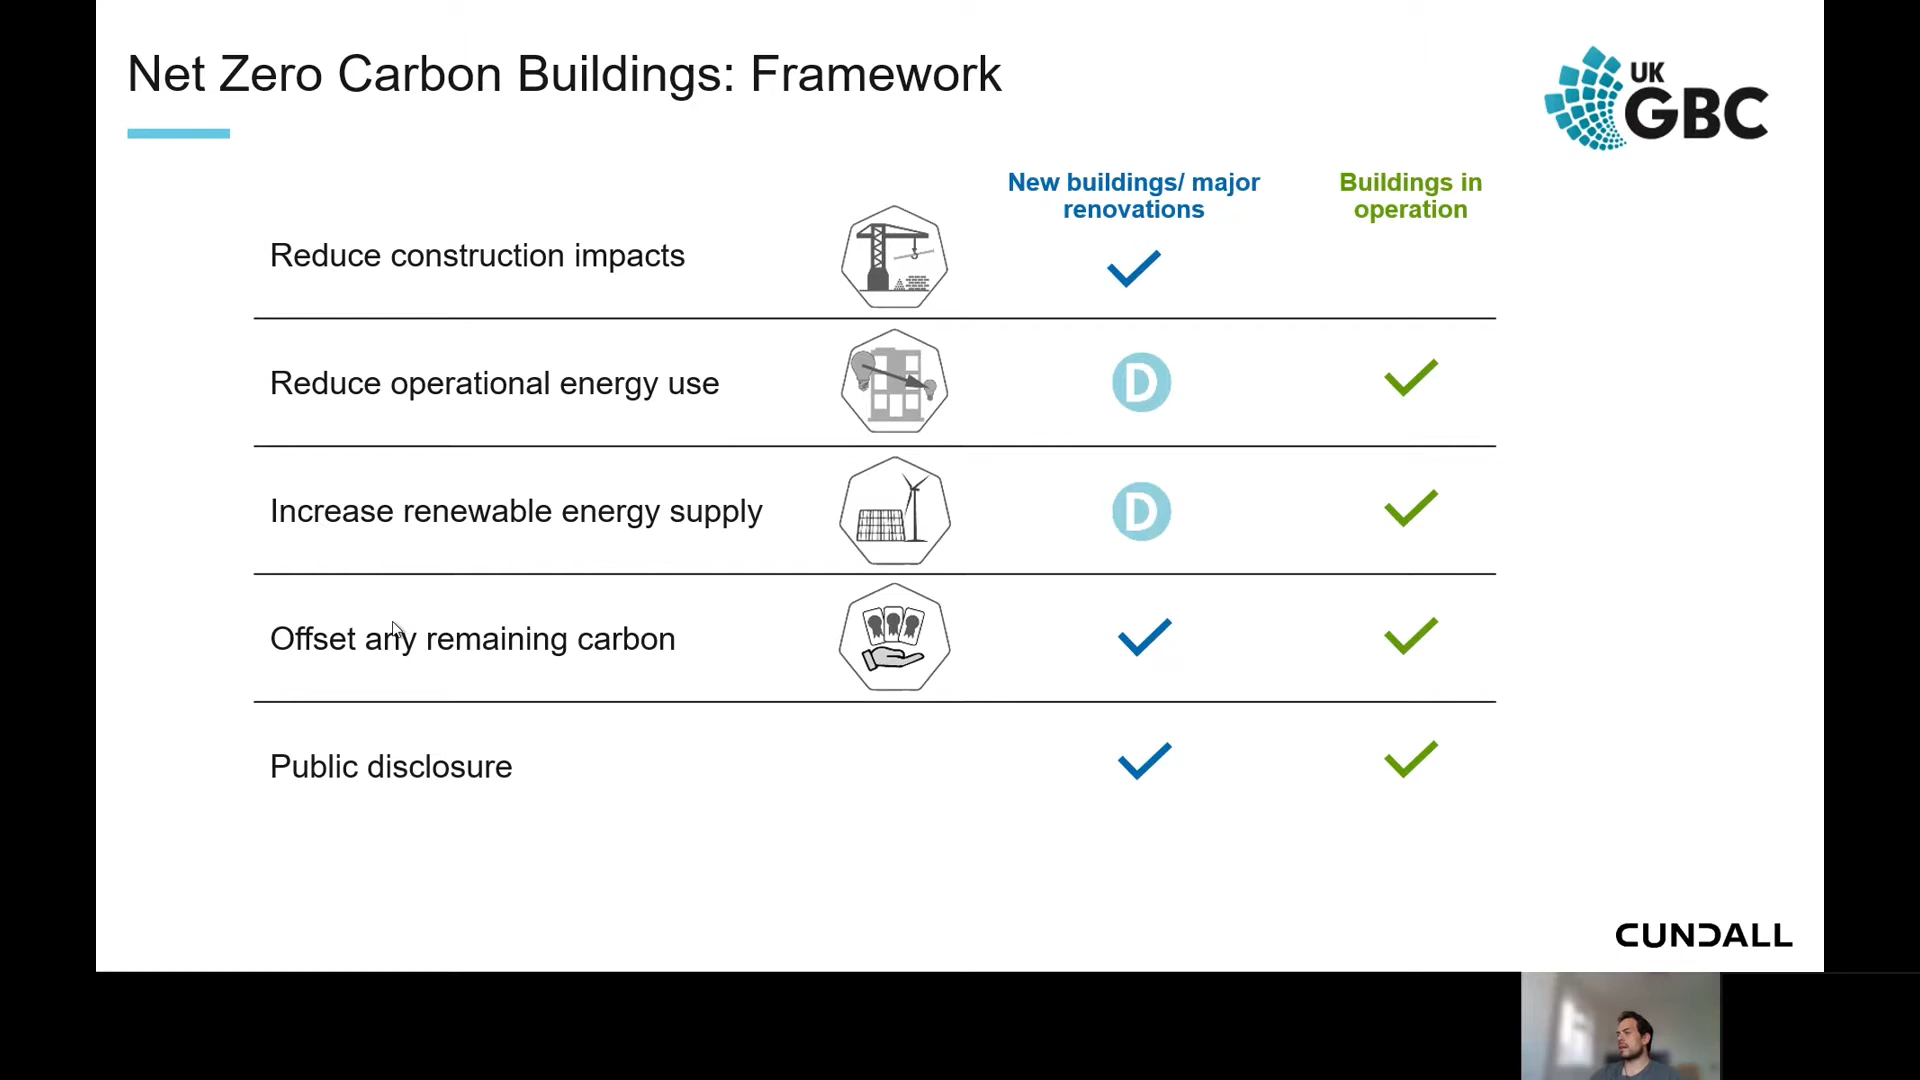 Net Zero Carbon Buildings: Framework
UK
GBC
New buildings/ major
renovations
Buildings in
operation
Reduce construction impacts
Reduce operational energy use
D
Increase renewable energy supply
D
Offset any remaining carbon
Public disclosure
CUNDALL